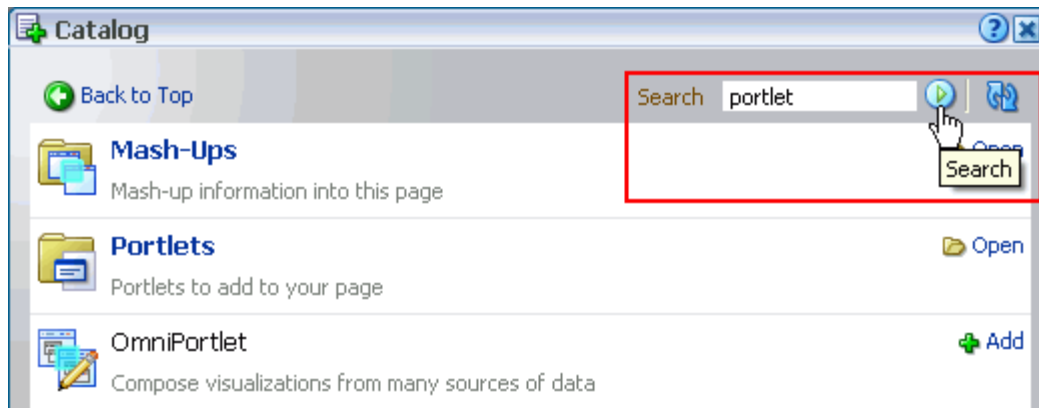 Catalog
Back to Top
Search portlet
Mash-Ups
Open
Search
Mash-up information into this page
Portlets
Open
Portlets to add to your page
OmniPortlet
Add
Compose visualizations from many sources of data